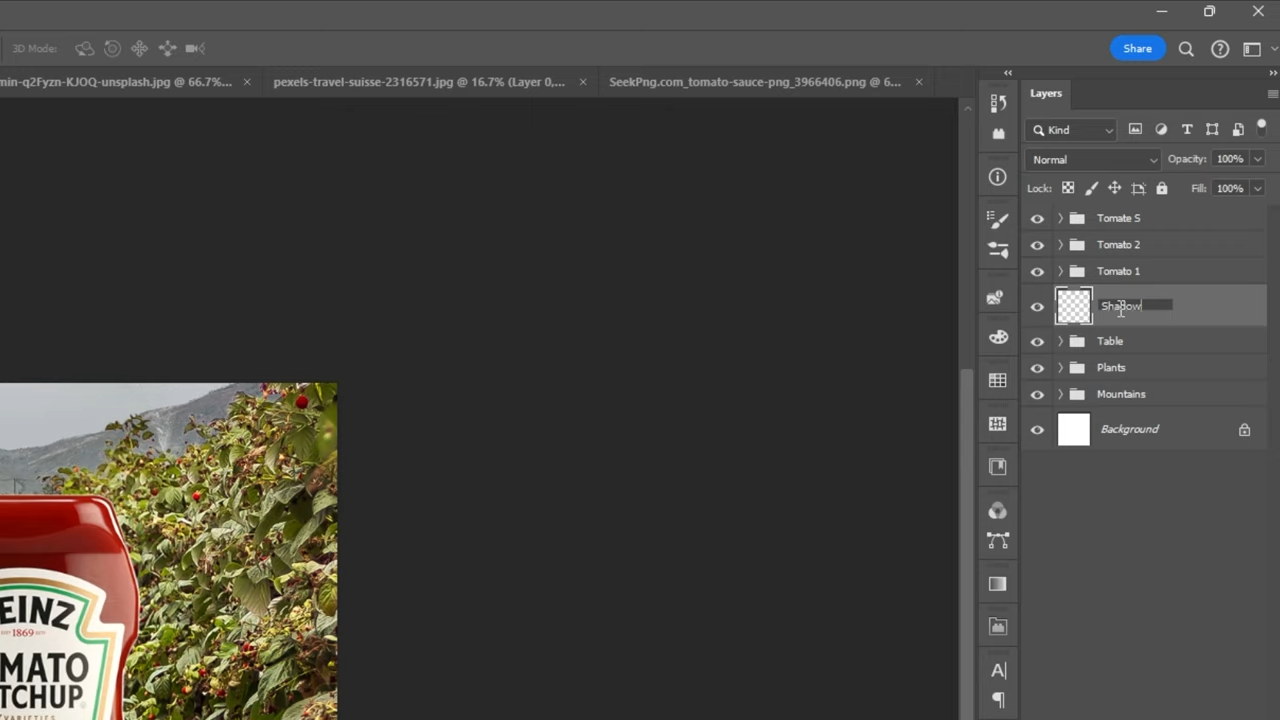 3D Mode:
Share
min-q2Fyzn-KJOQ-unsplash.jpg @ 66.7%...
pexels-travel-suisse-2316571.jpg @ 16.7% (Layer 0,...
SeekPng.com_tomato-sauce-png_3966406.png @ 6...
Layers
Kind
Normal
Opacity: 100%
Lock:
Fill: 100%
Tomate S
Tomato 2
Tomato 1
Shadow
Table
Plants
Mountains
Background
EINZ
1869
MATO
TCHUP
VARIETIES